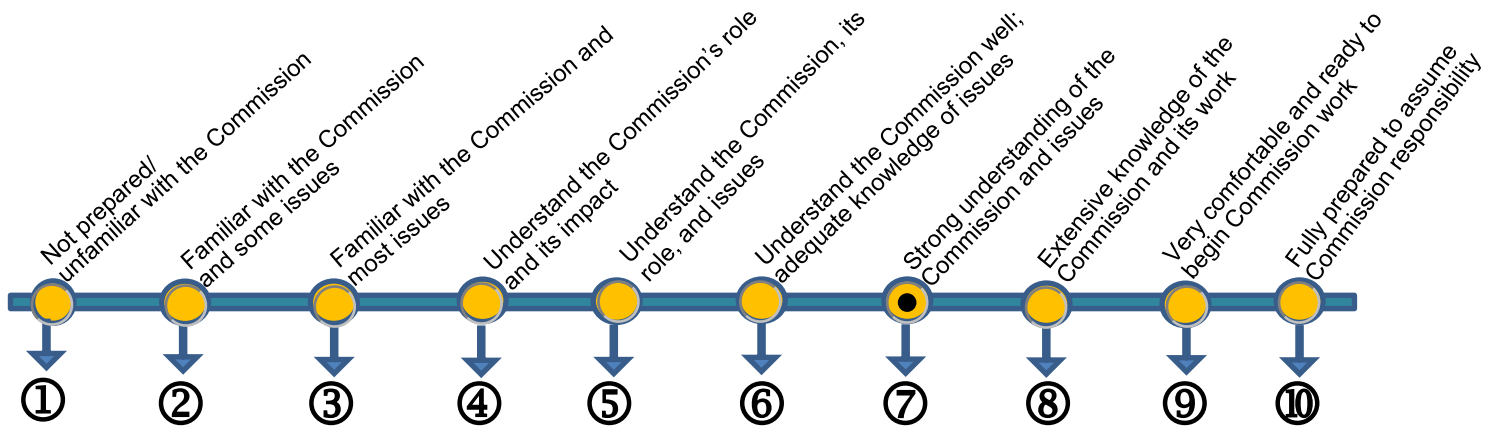 Not prepared/
unfamiliar with the Commission
Familiar with the Commission
and some issues
Familiar with the Commission and
most issues
Understand the Commission’s role
and its impact
Understand the Commission, its
role, and issues
Understand the Commission well;
adequate knowledge of issues
Strong understanding of the
Commission and issues
Extensive knowledge of the
Commission and its work
Very comfortable and ready to
begin Commission work
Fully prepared to assume
Commission responsibility
① ② ③ ④ ⑤ ⑥ ⑦ ⑧ ⑨ ⑩